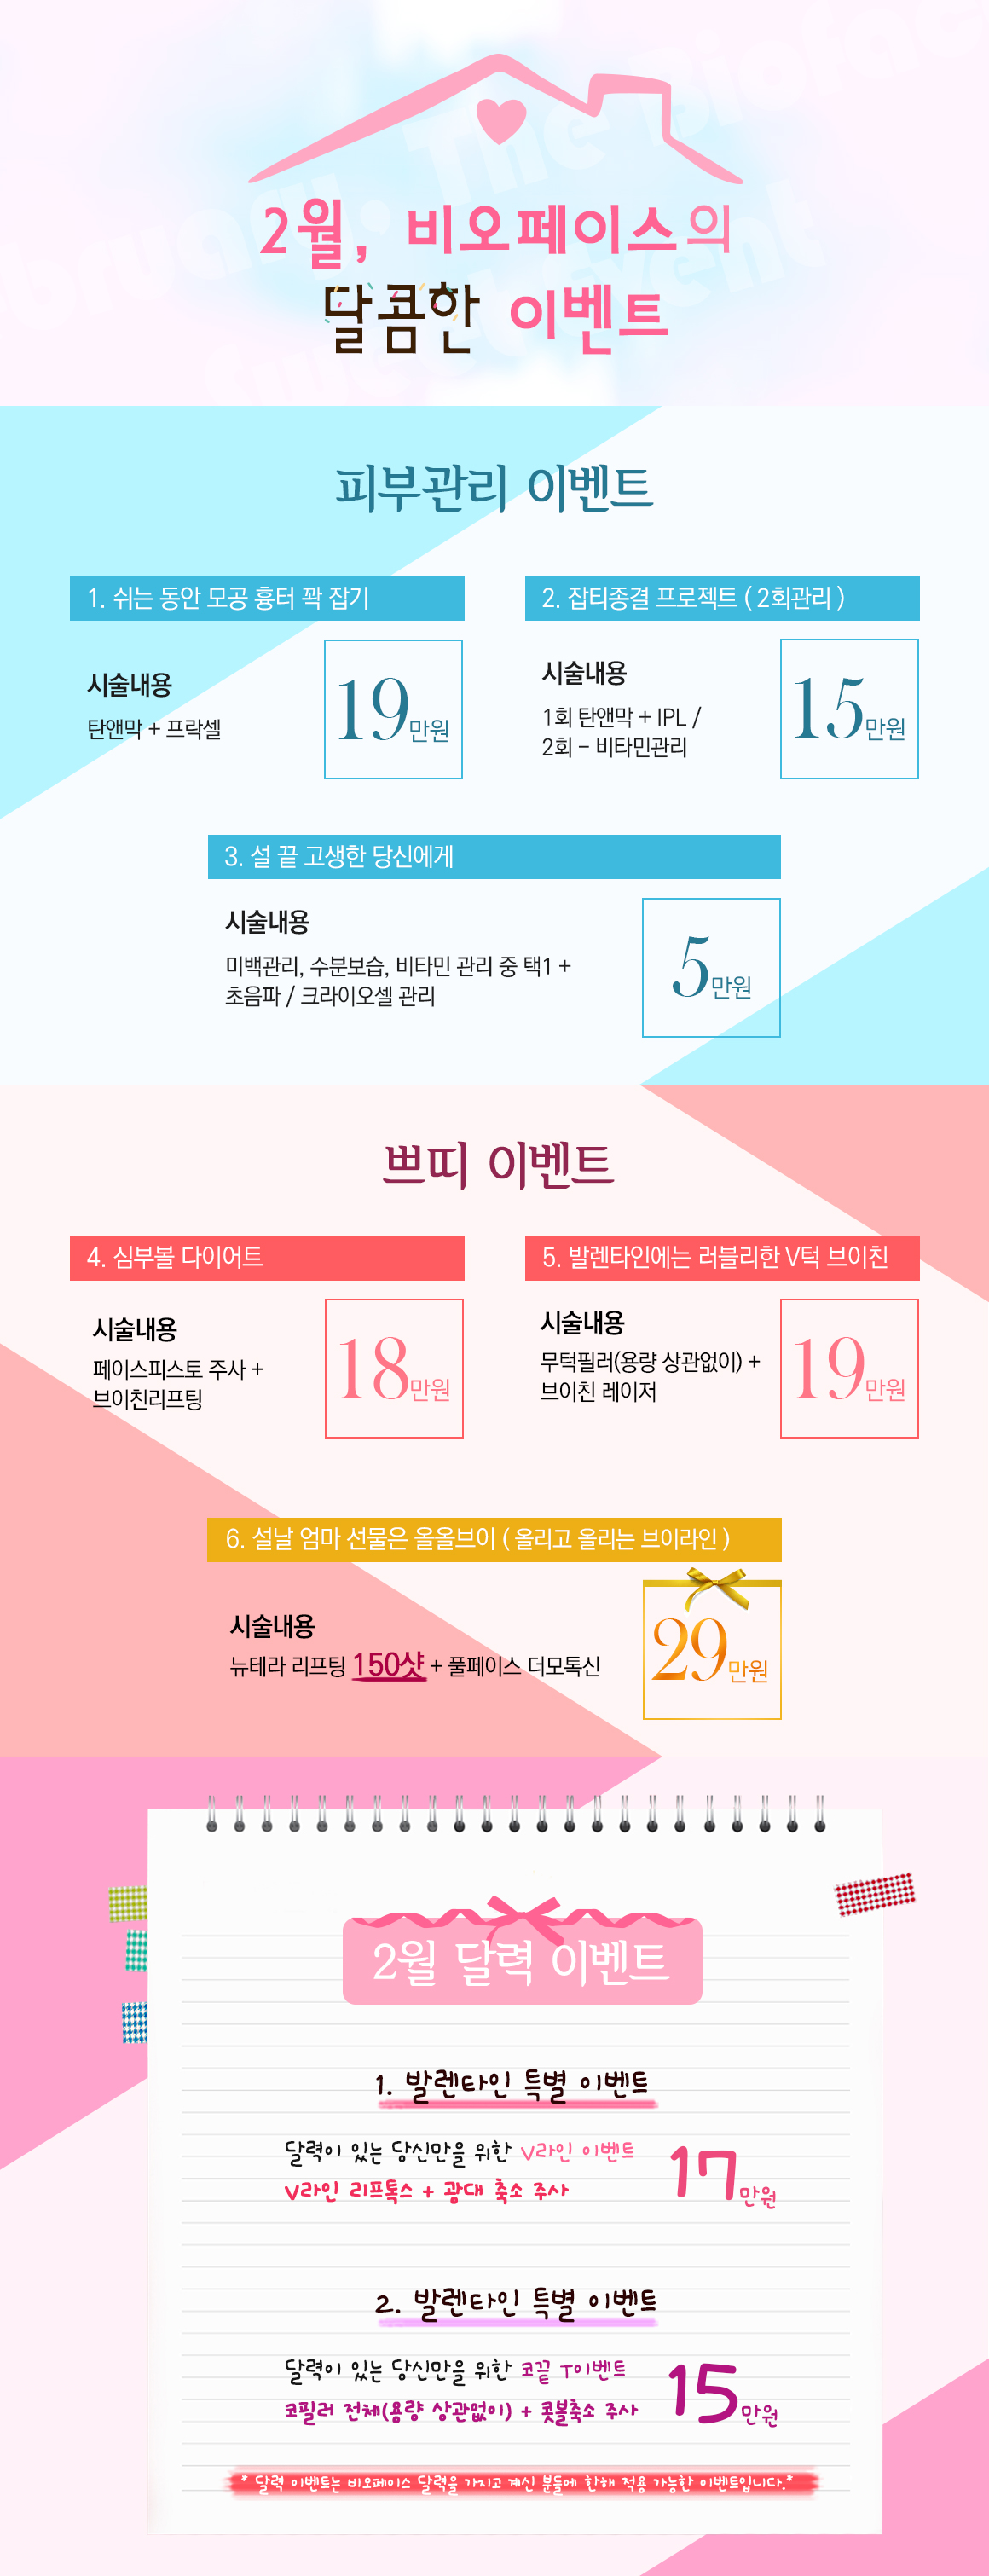 2월, 비오페이스의
달콤한 이벤트
피부관리 이벤트
1. 쉬는 동안 모공 흉터 꽉 잡기
시술내용
탄앤막 + 프락셀
19만원
2. 잡티종결 프로젝트 ( 2회관리 )
시술내용
1회 탄앤막 + IPL /
2회 – 비타민관리
15만원
3. 설 끝 고생한 당신에게
시술내용
미백관리, 수분보습, 비타민 관리 중 택1 +
초음파 / 크라이오셀 관리
5만원
쁘띠 이벤트
4. 심부볼 다이어트
시술내용
페이스피스토 주사 +
브이친리프팅
18만원
5. 발렌타인에는 러블리한 V턱 브이친
시술내용
무턱필러(용량 상관없이) +
브이친 레이저
19만원
6. 설날 엄마 선물은 올올브이 ( 올리고 올리는 브이라인 )
시술내용
뉴테라 리프팅 150샷 + 풀페이스 더모톡신
29만원
2월 달력 이벤트
1. 발렌타인 특별 이벤트
달력이 있는 당신만을 위한 V라인 이벤트
V라인 리프톡스 + 광대 축소 주사
17만원
2. 발렌타인 특별 이벤트
달력이 있는 당신만을 위한 코끝 T이벤트
코필러 전체(용량 상관없이) + 콧볼축소 주사
15만원
* 달력 이벤트는 비오페이스 달력을 가지고 계신 분들에 한해 적용 가능한 이벤트입니다.*